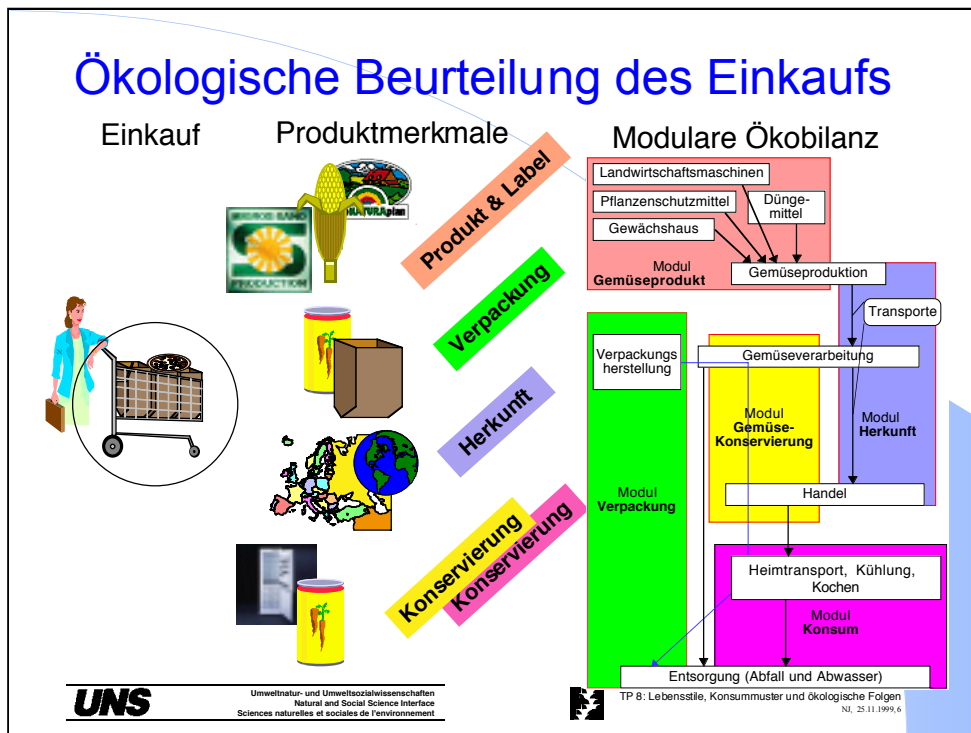 Ökologische Beurteilung des Einkaufs
Einkauf
Produktmerkmale
Modulare Ökobilanz
NATURAplan
PRODUCTION
Produkt & Label
Verpackung
Herkunft
Konservierung
Konservierung
Landwirtschaftsmaschinen
Pflanzenschutzmittel
Dünge-
mittel
Gewächshaus
Modul
Gemüseprodukt
Gemüseproduktion
Transporte
Verpackungs
herstellung
Gemüseverarbeitung
Modul
Gemüse-
Konservierung
Modul
Herkunft
Modul
Verpackung
Handel
Heimtransport, Kühlung,
Kochen
Modul
Konsum
Entsorgung (Abfall und Abwasser)
UNS
Umweltnatur- und Umweltsozialwissenschaften
Natural and Social Science Interface
Sciences naturelles et sociales de l'environnement
TP 8: Lebensstile, Konsummuster und ökologische Folgen
NJ, 25.11.1999, 6